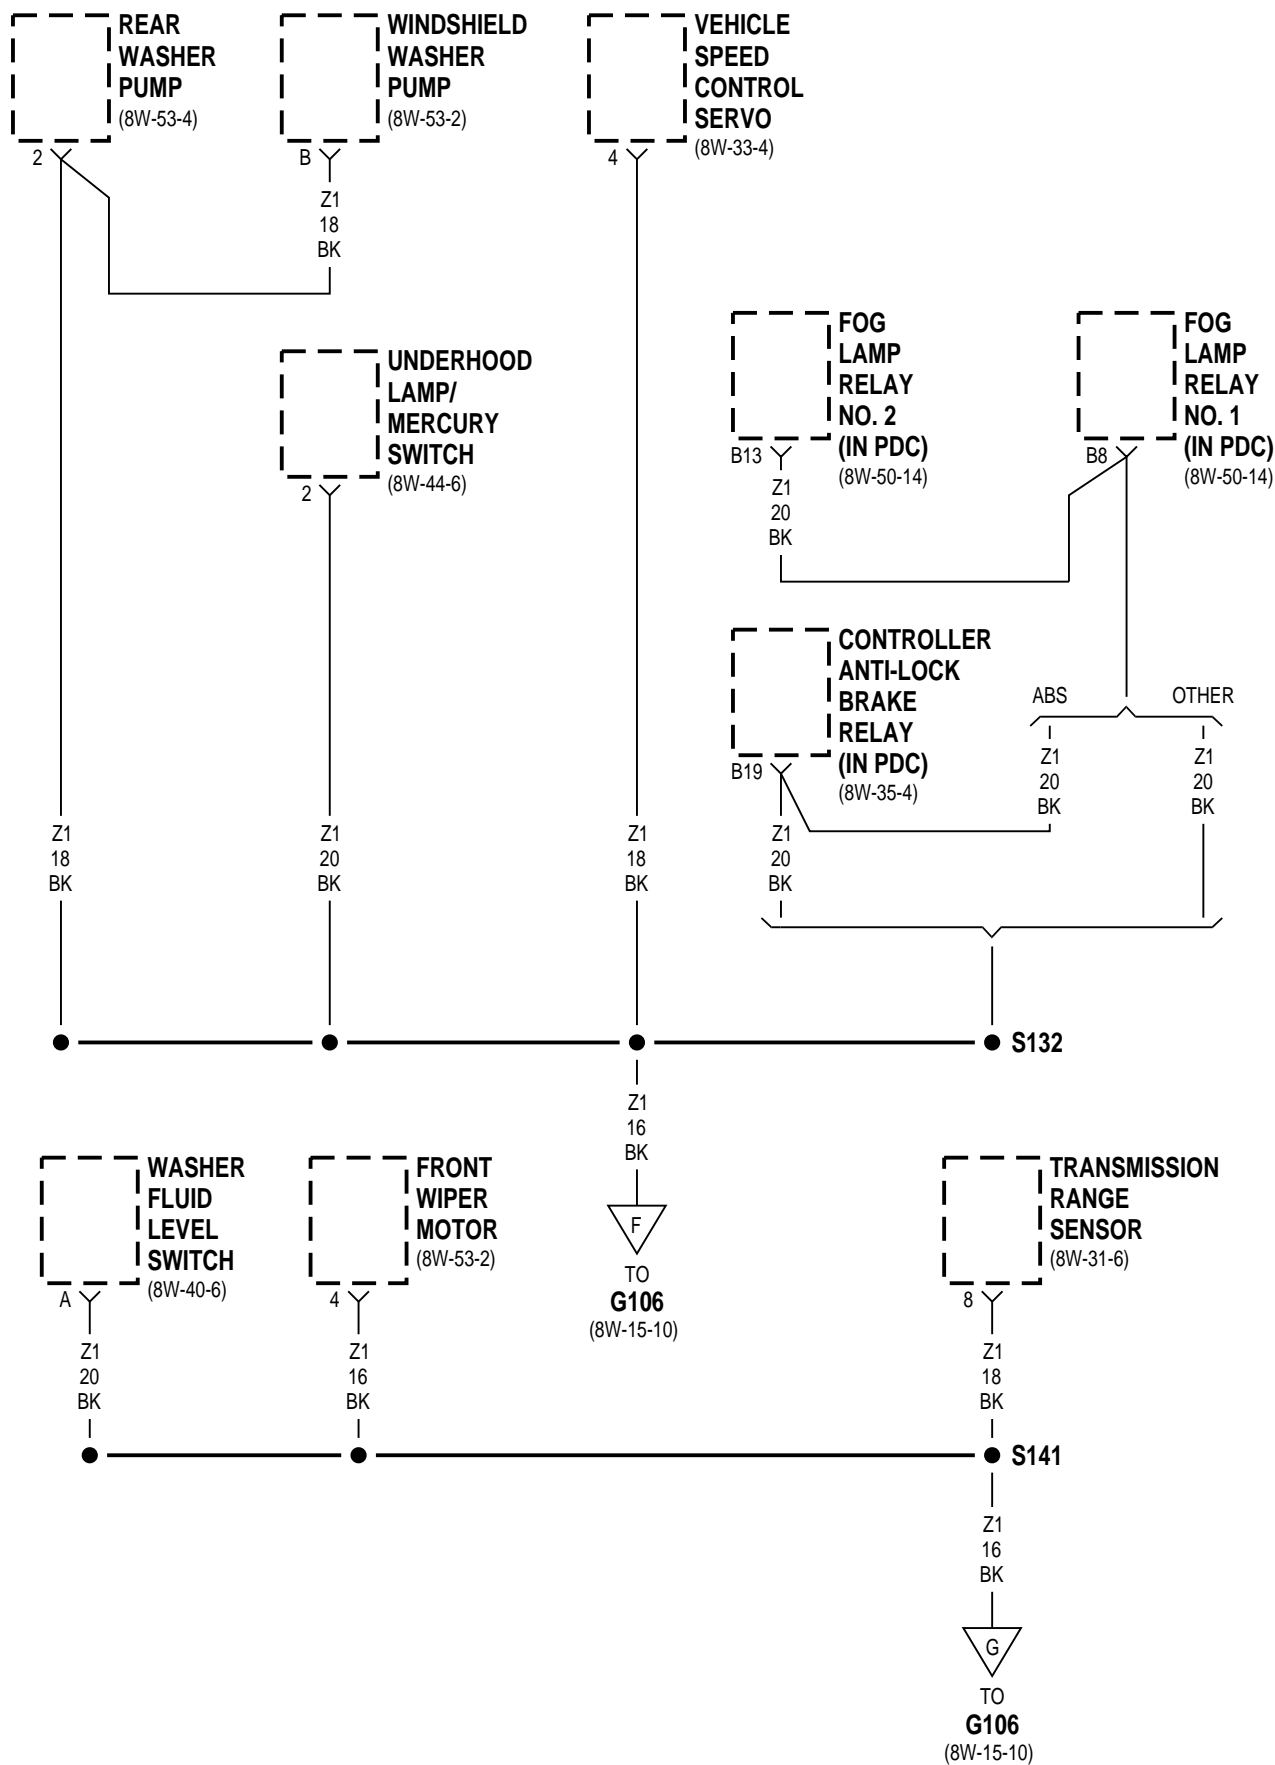 REAR
WASHER
PUMP
(8W-53-4)
2
WINDSHIELD
WASHER
PUMP
(8W-53-2)
B
Z1
18
BK
VEHICLE
SPEED
CONTROL
SERVO
(8W-33-4)
4
UNDERHOOD
LAMP/
MERCURY
SWITCH
(8W-44-6)
2
FOG
LAMP
RELAY
NO. 2
(IN PDC)
(8W-50-14)
B13
Z1
20
BK
FOG
LAMP
RELAY
NO. 1
(IN PDC)
(8W-50-14)
B8
CONTROLLER
ANTI-LOCK
BRAKE
RELAY
(IN PDC)
(8W-35-4)
B19
ABS
OTHER
Z1
20
BK
Z1
20
BK
Z1
18
BK
Z1
20
BK
Z1
18
BK
Z1
20
BK
S132
Z1
16
BK
F
TO
G106
(8W-15-10)
WASHER
FLUID
LEVEL
SWITCH
(8W-40-6)
A
Z1
20
BK
FRONT
WIPER
MOTOR
(8W-53-2)
4
Z1
16
BK
TRANSMISSION
RANGE
SENSOR
(8W-31-6)
8
Z1
18
BK
S141
Z1
16
BK
G
TO
G106
(8W-15-10)